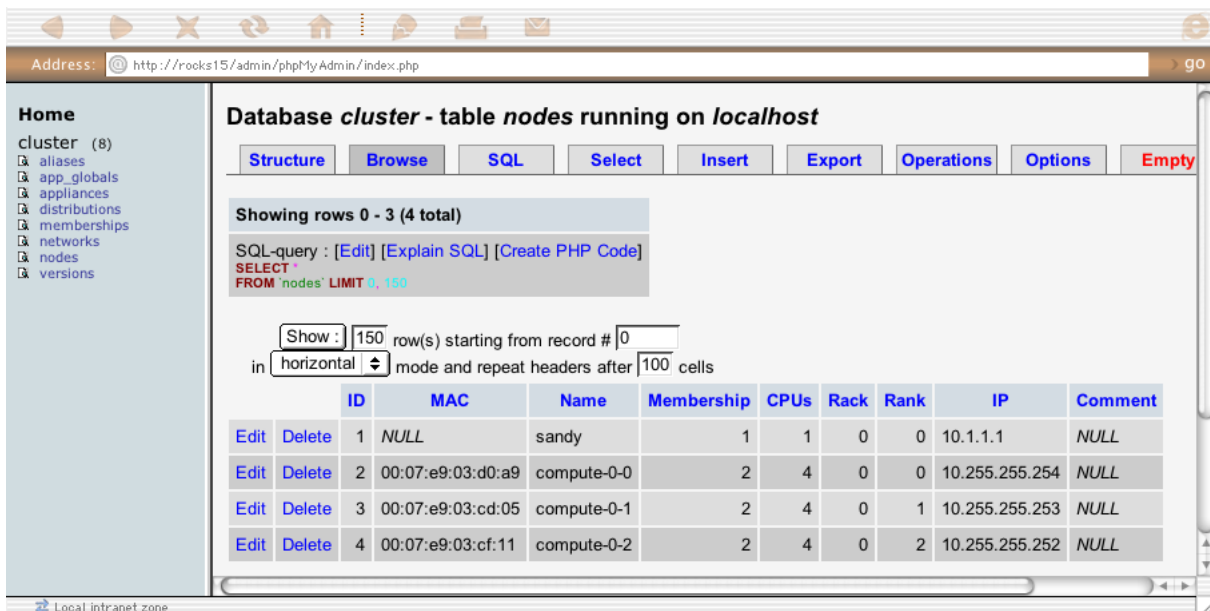 Address: http://rocks15/admin/phpMyAdmin/index.php go
Home
cluster (8)
aliases
app_globals
appliances
distributions
memberships
networks
nodes
versions
Database cluster - table nodes running on localhost
Structure Browse SQL Select Insert Export Operations Options Empty
Showing rows 0 - 3 (4 total)
SQL-query : [Edit] [Explain SQL] [Create PHP Code]
SELECT *
FROM `nodes` LIMIT 0, 150
Show : 150 row(s) starting from record # 0
in horizontal mode and repeat headers after 100 cells
ID MAC Name Membership CPUs Rack Rank IP Comment
Edit Delete 1 NULL sandy 1 1 0 0 10.1.1.1 NULL
Edit Delete 2 00:07:e9:03:d0:a9 compute-0-0 2 4 0 0 10.255.255.254 NULL
Edit Delete 3 00:07:e9:03:cd:05 compute-0-1 2 4 0 1 10.255.255.253 NULL
Edit Delete 4 00:07:e9:03:cf:11 compute-0-2 2 4 0 2 10.255.255.252 NULL
Local intranet zone